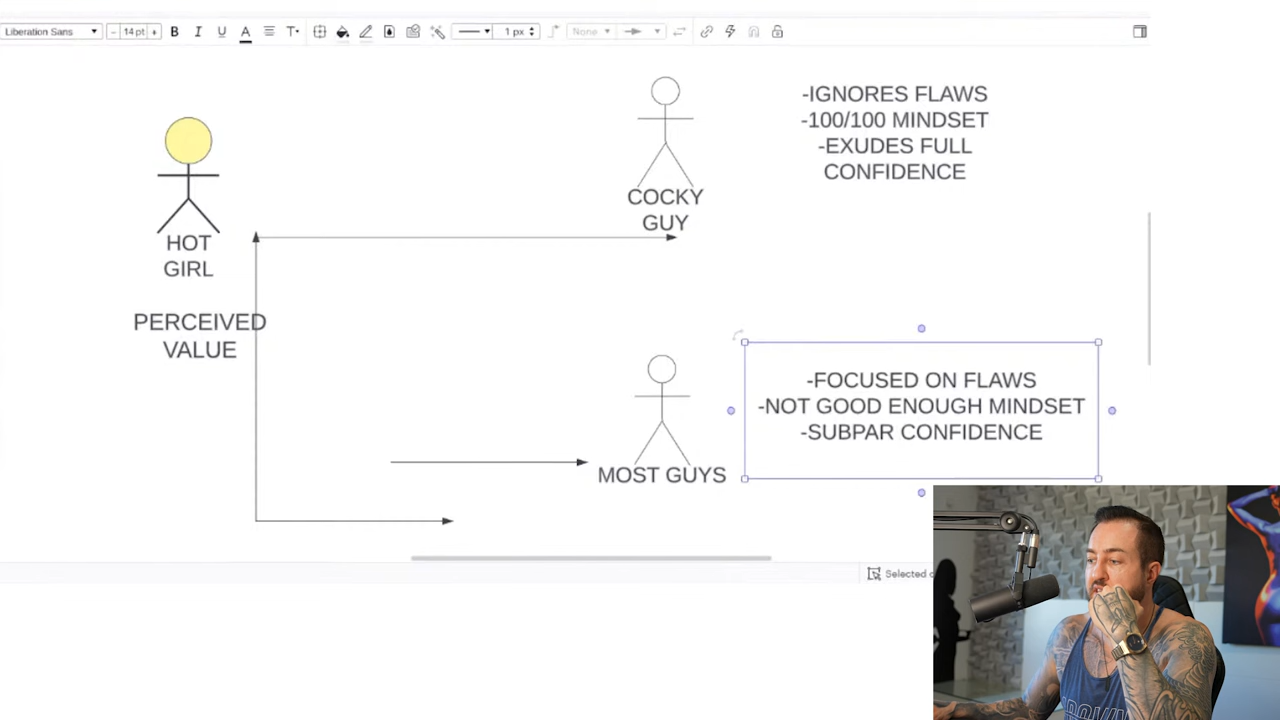 Liberation Sans
14 pt
B
I
U
A
T
1 px
None
-IGNORES FLAWS
-100/100 MINDSET
-EXUDES FULL
CONFIDENCE
COCKY
GUY
HOT
GIRL
PERCEIVED
VALUE
-FOCUSED ON FLAWS
-NOT GOOD ENOUGH MINDSET
-SUBPAR CONFIDENCE
MOST GUYS
Selected